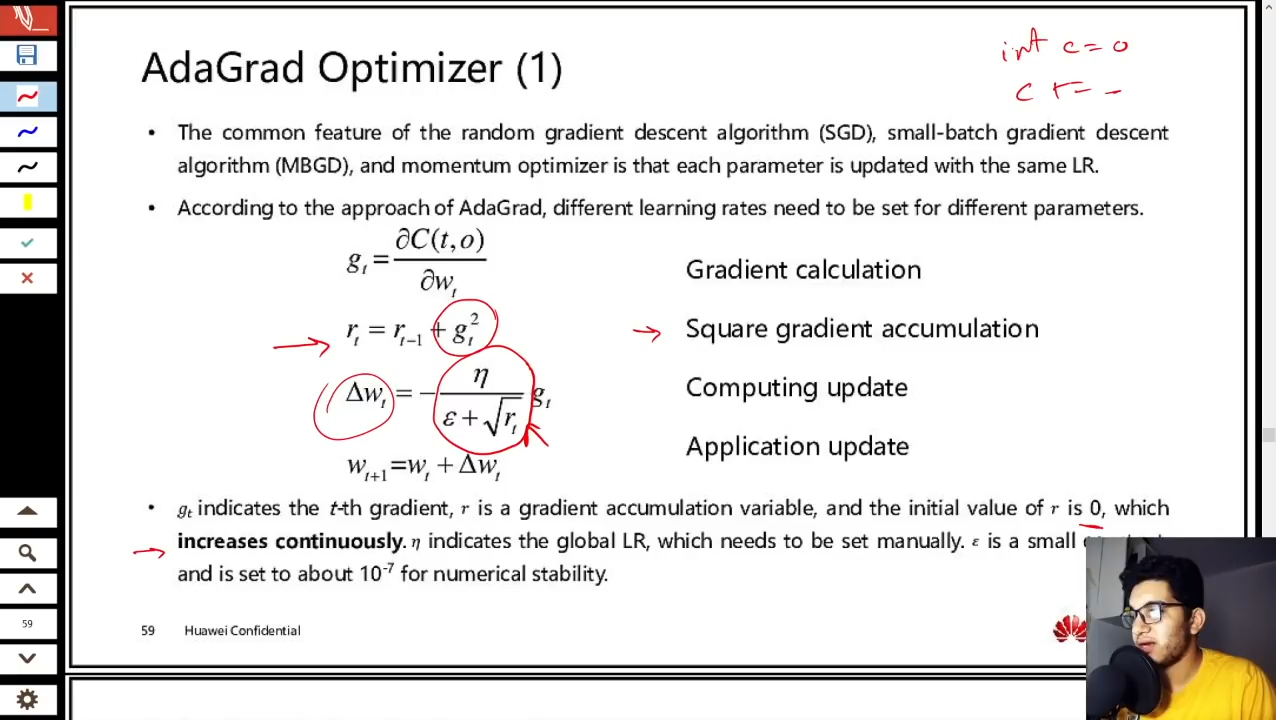 AdaGrad Optimizer (1)
int c = 0
c + = -
• The common feature of the random gradient descent algorithm (SGD), small-batch gradient descent
algorithm (MBGD), and momentum optimizer is that each parameter is updated with the same LR.
• According to the approach of AdaGrad, different learning rates need to be set for different parameters.
g_t = ∂C(t,o) / ∂w_t
Gradient calculation
r_t = r_{t-1} + g_t^2
Square gradient accumulation
Δw_t = − η / (ε + √r_t) g_t
Computing update
w_{t+1} = w_t + Δw_t
Application update
• g_t indicates the t-th gradient, r is a gradient accumulation variable, and the initial value of r is 0, which
increases continuously. η indicates the global LR, which needs to be set manually. ε is a small
and is set to about 10^-7 for numerical stability.
59 Huawei Confidential
59